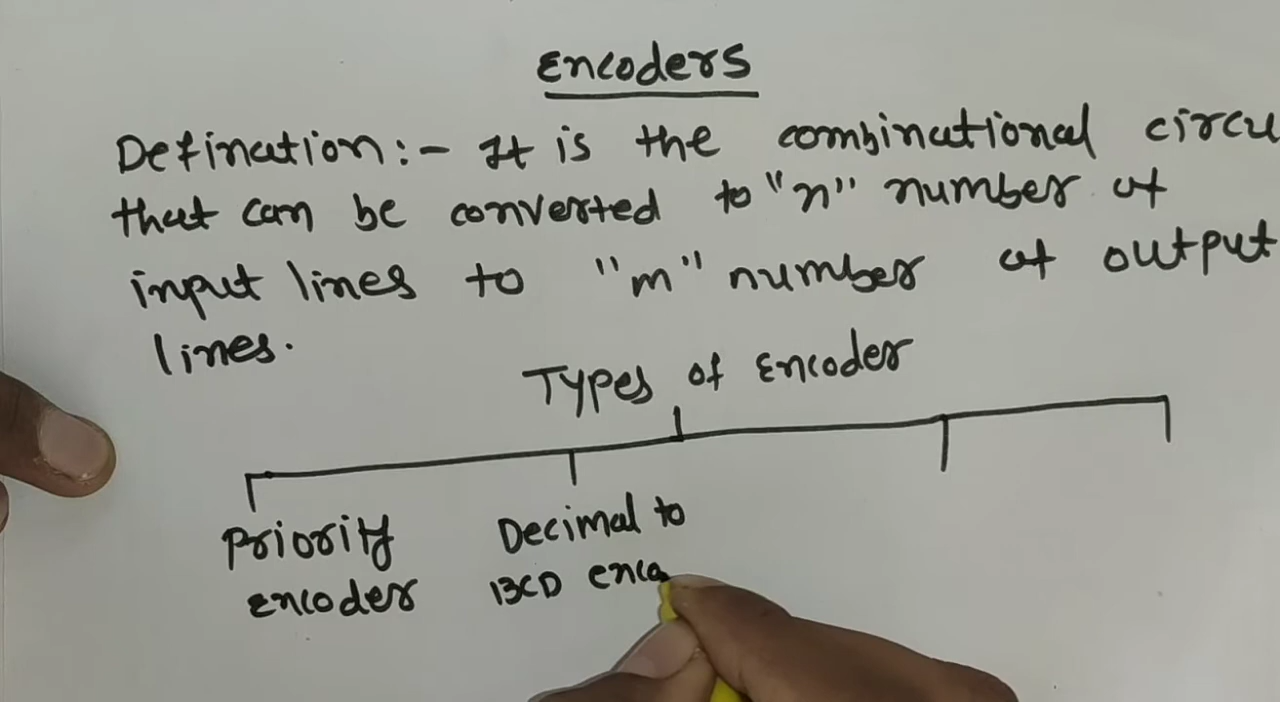 Encoders
Defination:- It is the combinational circu
that can be converted to "n" number of
input lines to "m" number of output
lines.
Types of Encoder
Priority
encoder
Decimal to
BCD enco